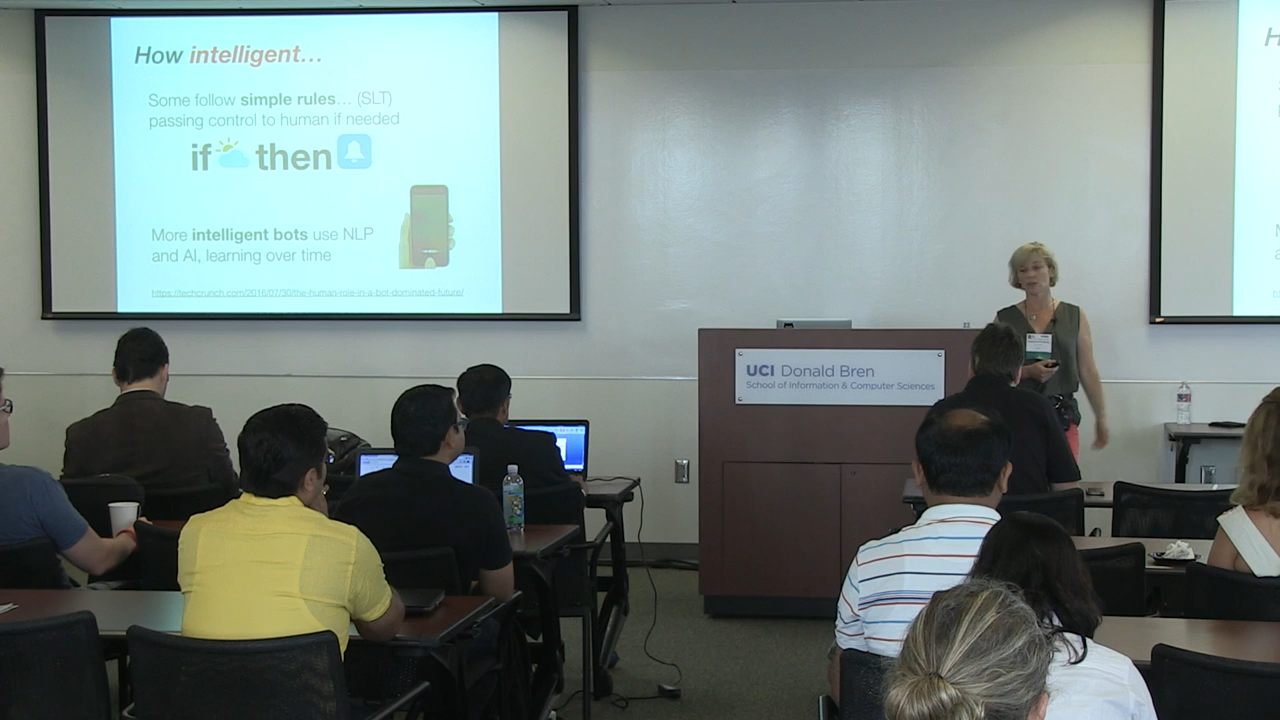 How intelligent...
Some follow simple rules... (SLT)
passing control to human if needed
if then
More intelligent bots use NLP
and AI, learning over time
https://techcrunch.com/2016/07/30/the-human-role-in-a-bot-dominated-future/
UCI Donald Bren
School of Information & Computer Sciences
H